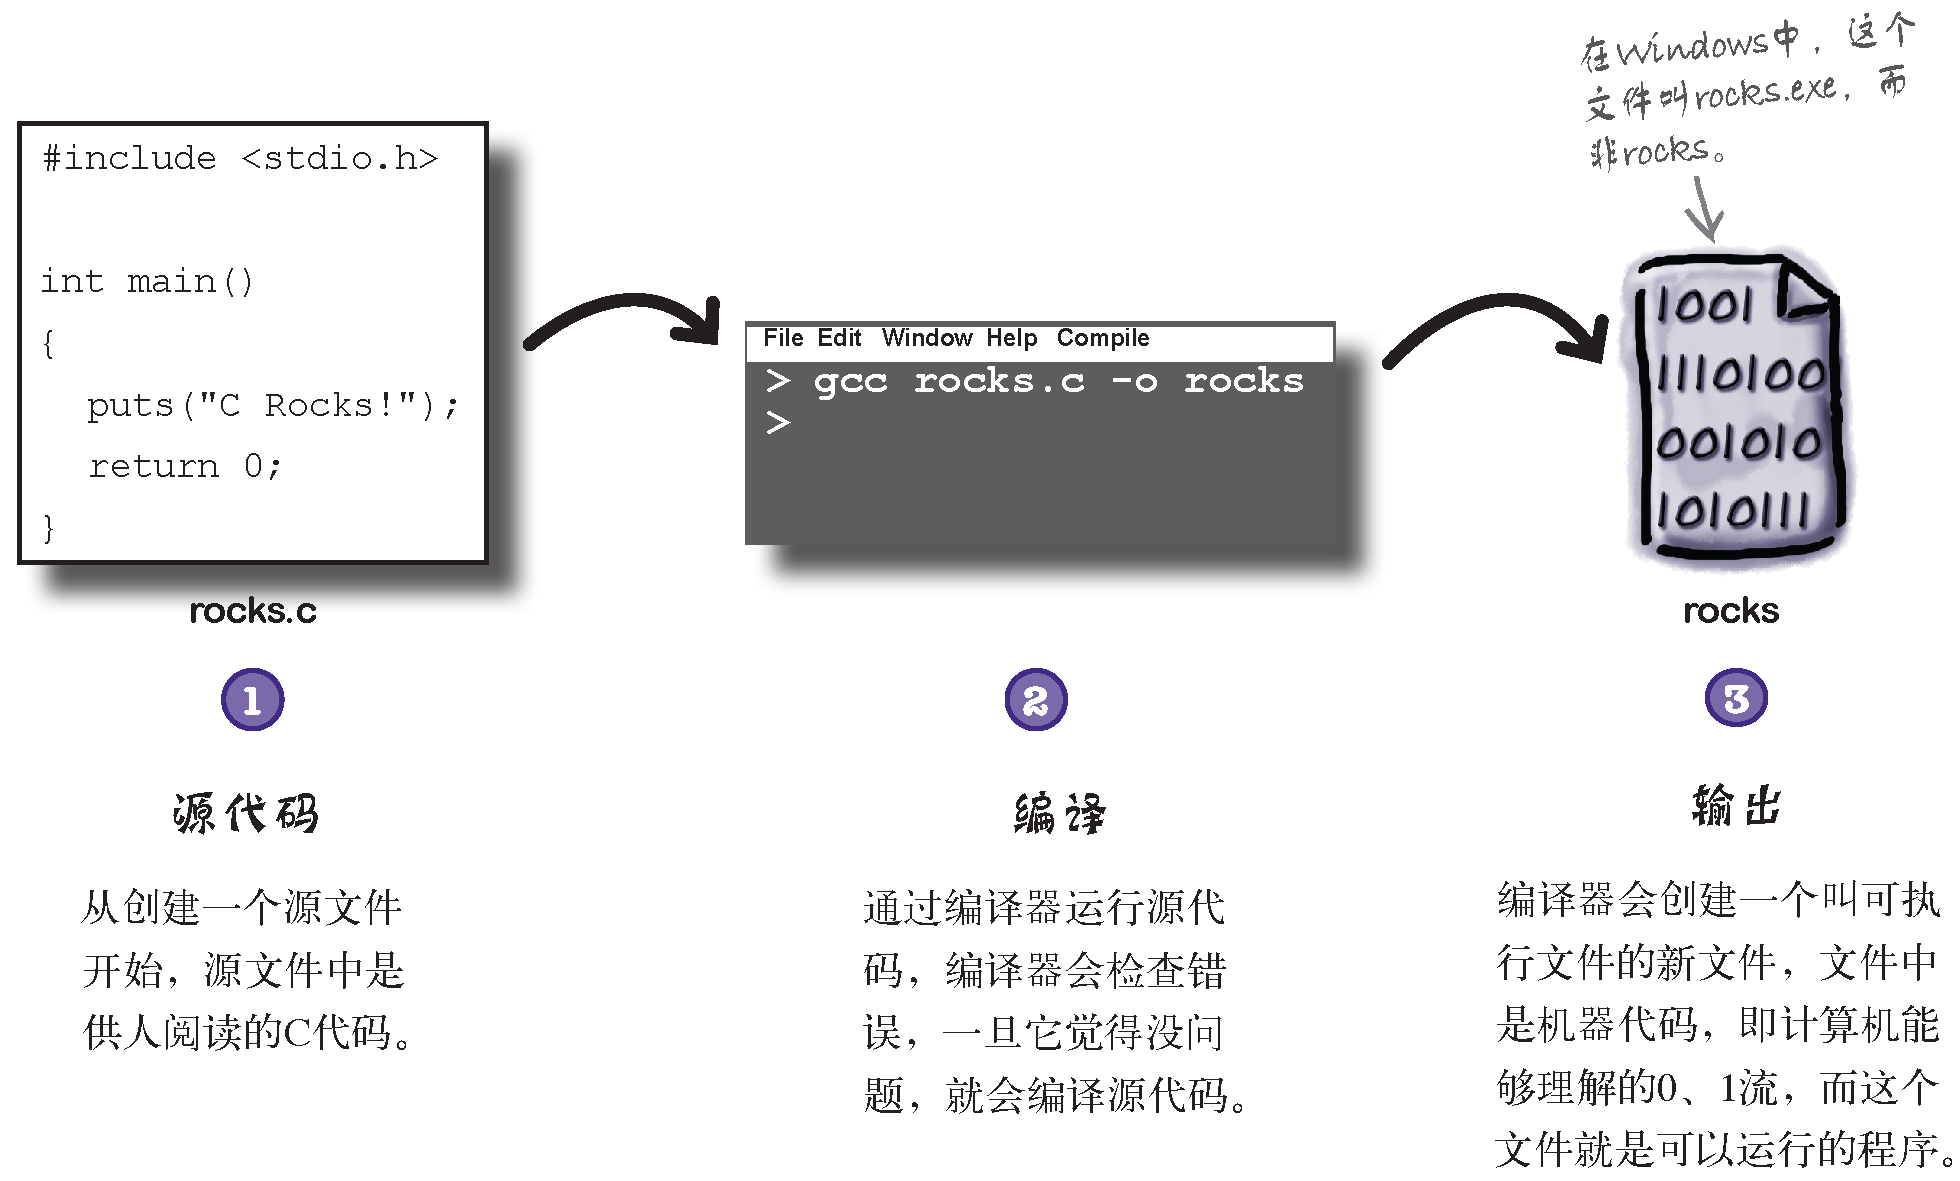 在Windows中，这个
文件叫rocks.exe，而
非rocks。
#include <stdio.h>
int main()
{
puts("C Rocks!");
return 0;
}
rocks.c
File Edit Window Help Compile
> gcc rocks.c -o rocks
>
1001
1110100
001010
1010111
rocks
1
源代码
从创建一个源文件
开始，源文件中是
供人阅读的C代码。
2
编译
通过编译器运行源代
码，编译器会检查错
误，一旦它觉得没问
题，就会编译源代码。
3
输出
编译器会创建一个叫可执
行文件的新文件，文件中
是机器代码，即计算机能
够理解的0、1流，而这个
文件就是可以运行的程序。